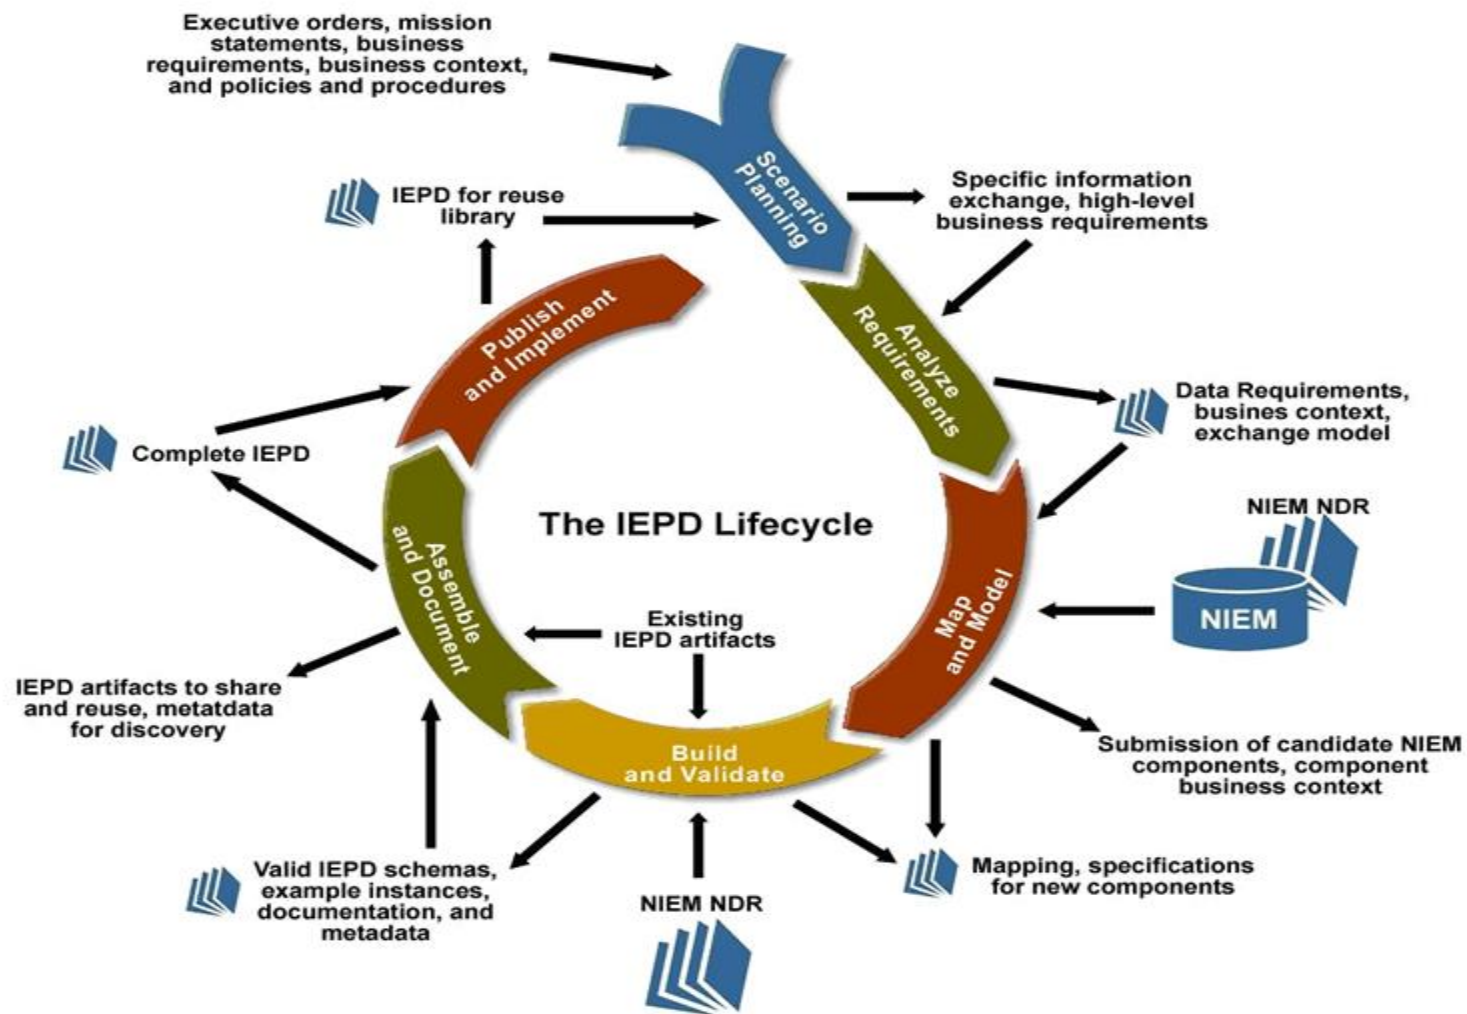 Executive orders, mission
statements, business
requirements, business context,
and policies and procedures
Scenario
Planning
IEPD for reuse
library
Specific information
exchange, high-level
business requirements
Publish
and Implement
Analyze
Requirements
Data Requirements,
busines context,
exchange model
Complete IEPD
NIEM NDR
The IEPD Lifecycle
NIEM
Assemble
and Document
Map
and Model
Existing
IEPD artifacts
IEPD artifacts to share
and reuse, metatdata
for discovery
Build
and Validate
Submission of candidate NIEM
components, component
business context
Valid IEPD schemas,
example instances,
documentation, and
metadata
NIEM NDR
Mapping, specifications
for new components